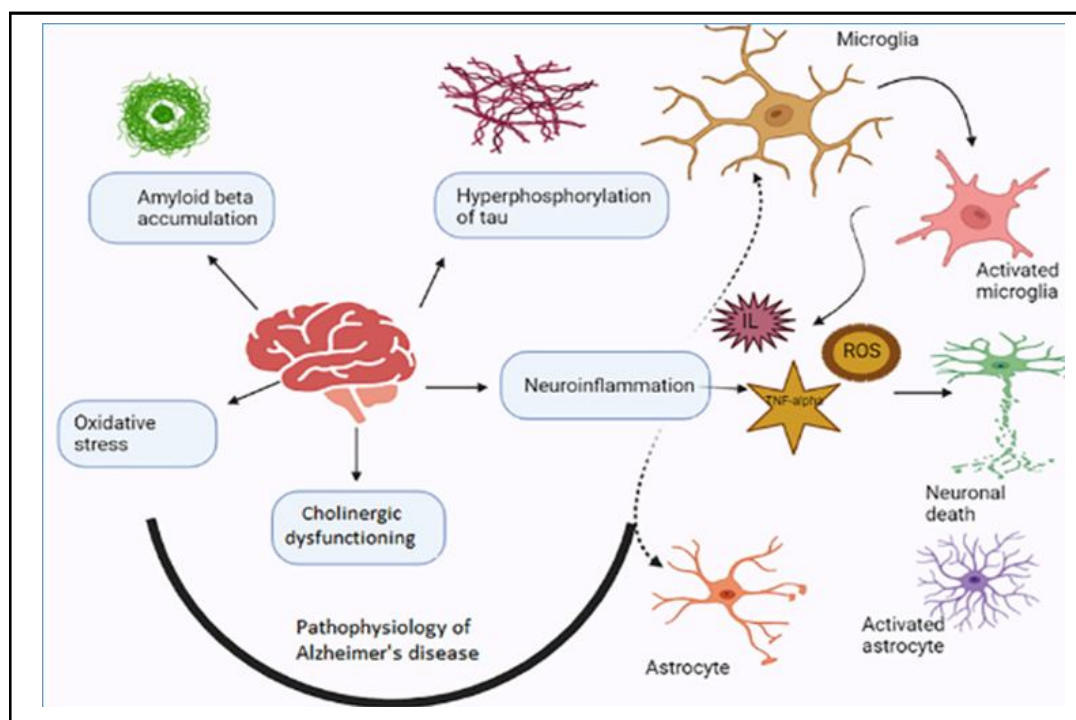 Microglia
Amyloid beta
accumulation
Hyperphosphorylation
of tau
Activated
microglia
IL
ROS
Neuroinflammation
TNF-alpha
Oxidative
stress
Cholinergic
dysfunctioning
Neuronal
death
Pathophysiology of
Alzheimer's disease
Astrocyte
Activated
astrocyte